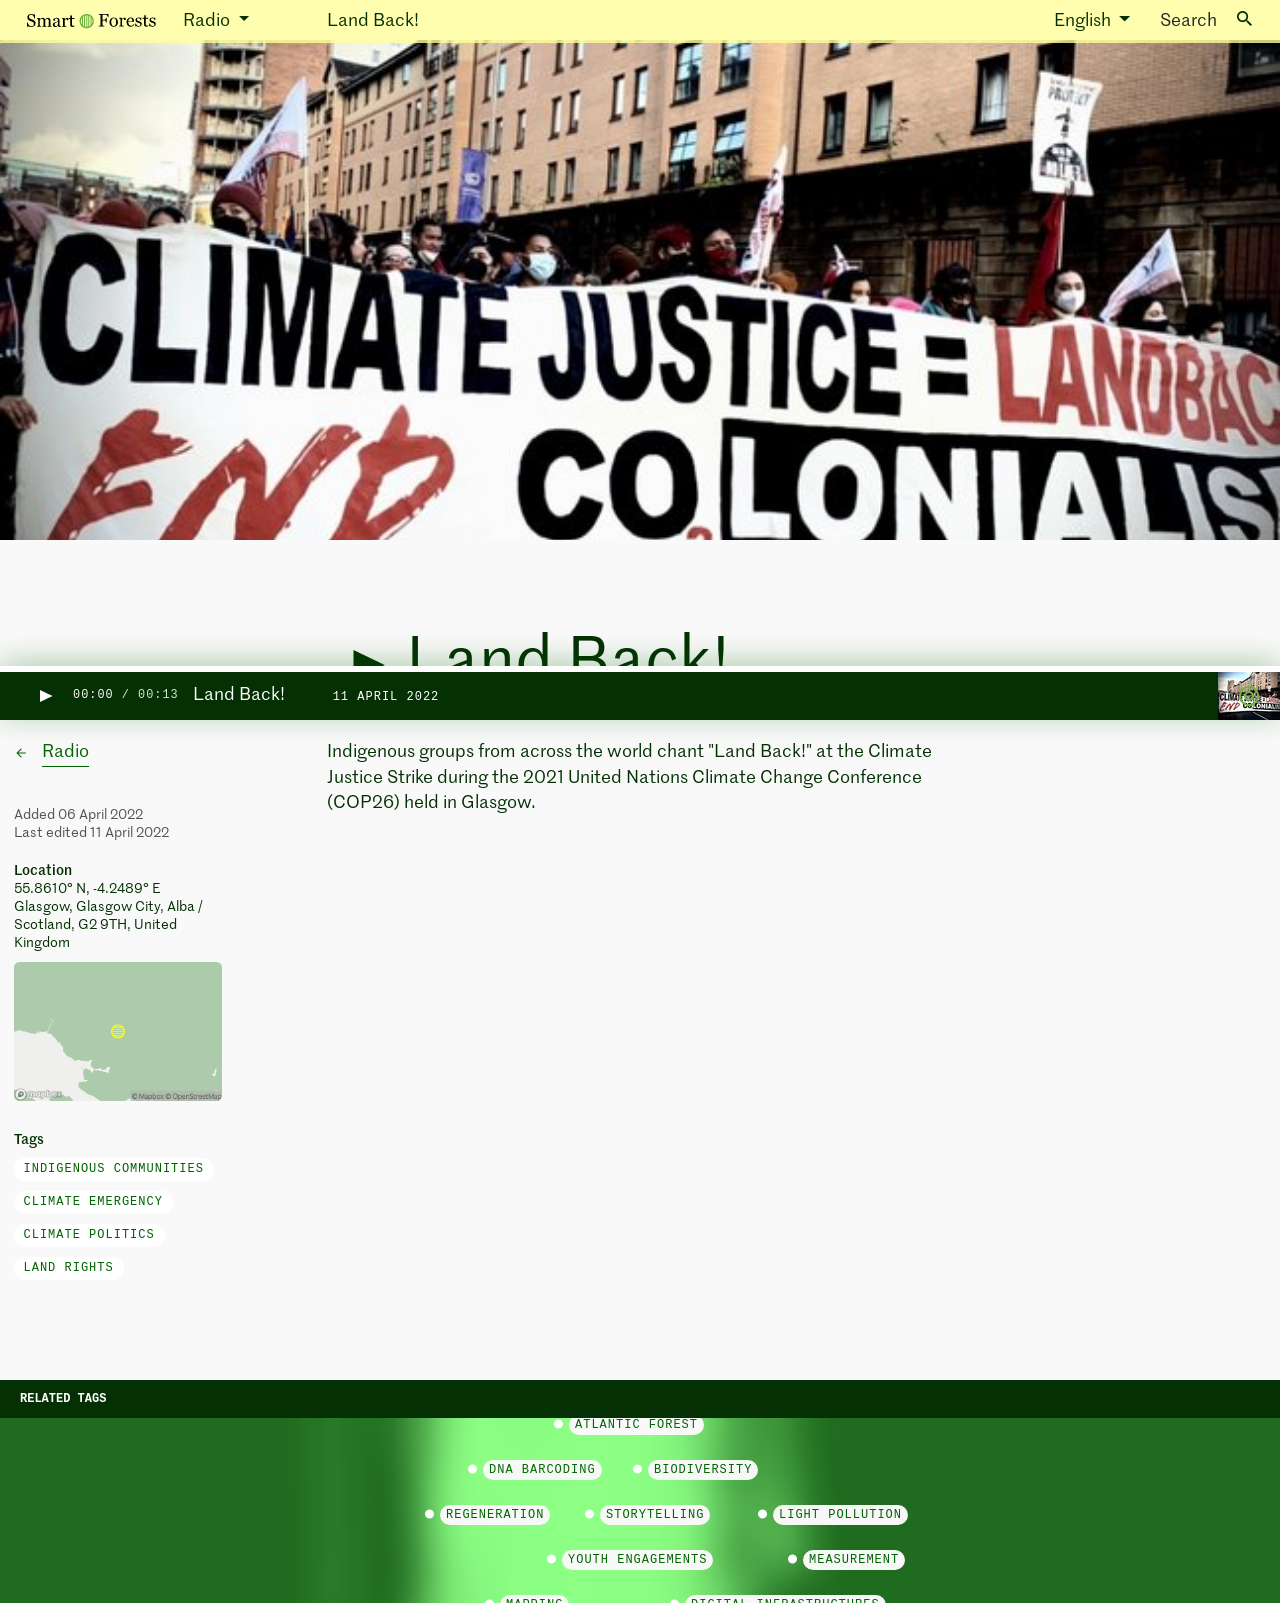 Smart Forests Radio Land Back! English Search
PROTECT
CLIMATE JUSTICE = LANDBAC
END COLONIALIS
Land Back!
00:00 / 00:13 Land Back! 11 APRIL 2022
Radio
Indigenous groups from across the world chant "Land Back!" at the Climate
Justice Strike during the 2021 United Nations Climate Change Conference
(COP26) held in Glasgow.
Added 06 April 2022
Last edited 11 April 2022
Location
55.8610° N, -4.2489° E
Glasgow, Glasgow City, Alba /
Scotland, G2 9TH, United
Kingdom
mapbox © Mapbox © OpenStreetMap
Tags
INDIGENOUS COMMUNITIES
CLIMATE EMERGENCY
CLIMATE POLITICS
LAND RIGHTS
RELATED TAGS
ATLANTIC FOREST
DNA BARCODING BIODIVERSITY
REGENERATION STORYTELLING LIGHT POLLUTION
YOUTH ENGAGEMENTS MEASUREMENT
MAPPING DIGITAL INFRASTRUCTURES